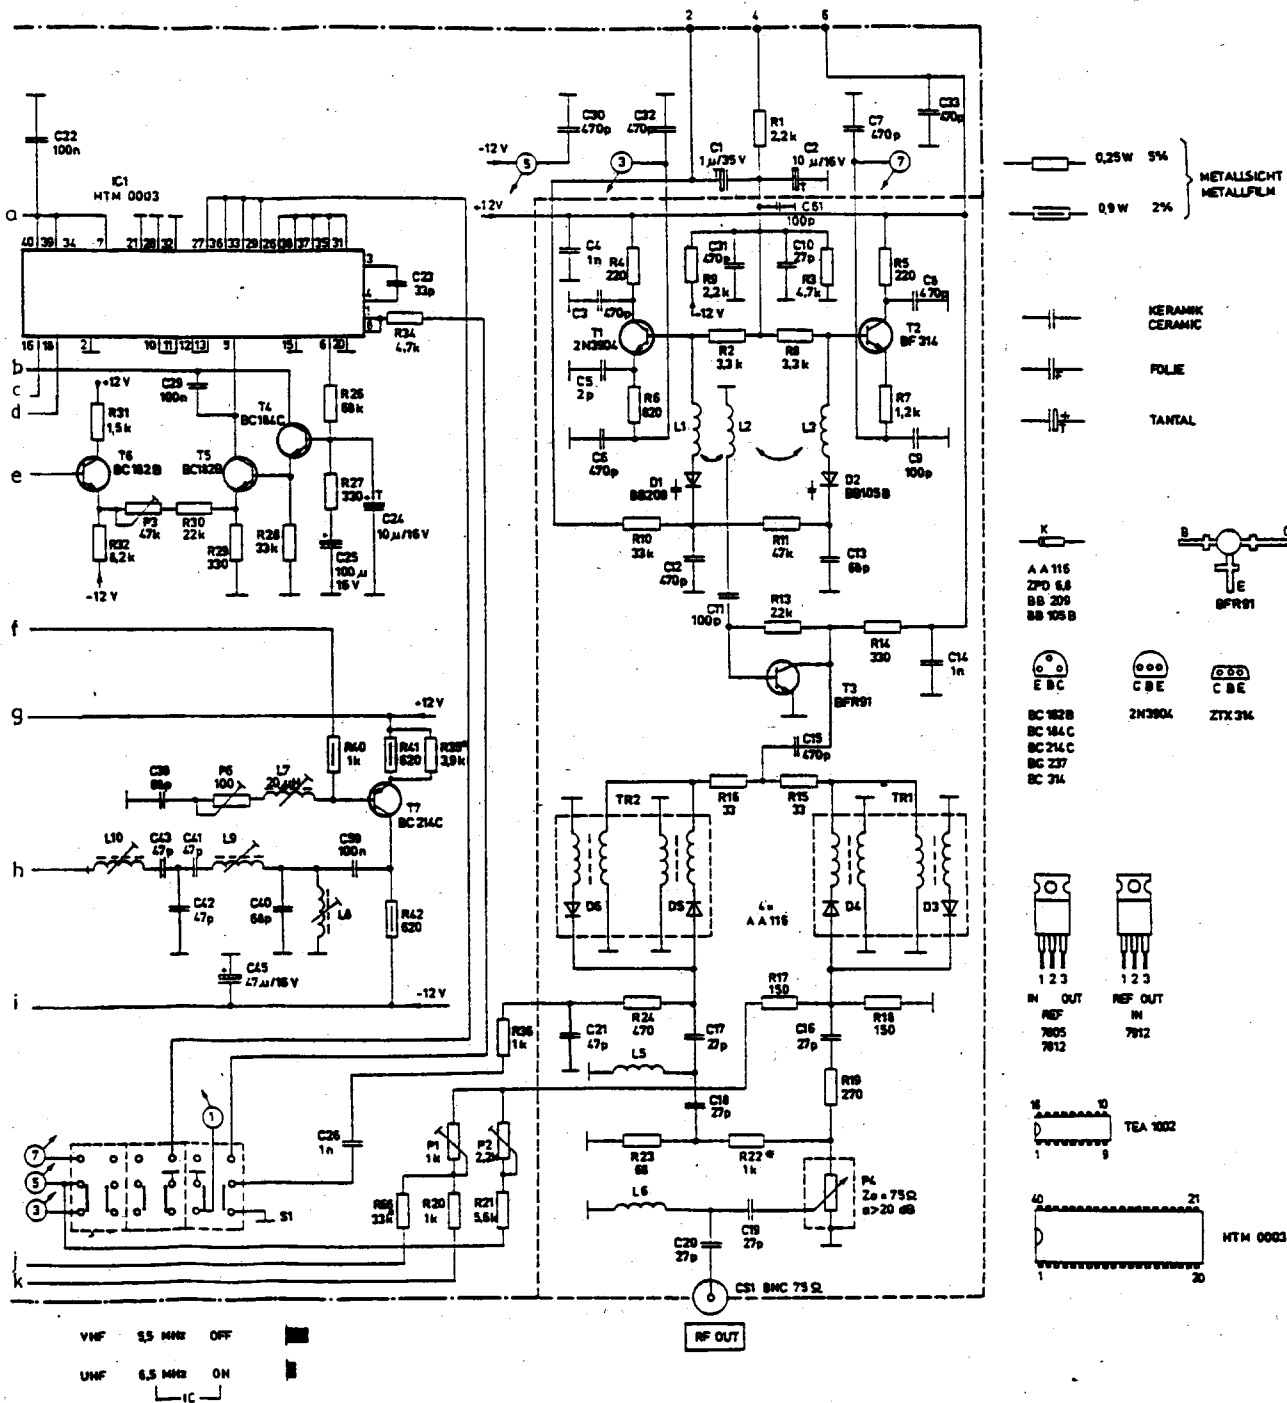 2 4 6
C22
100n
IC1
HTM 0003
a
40 39 34 7 21 28 32 27 36 33 29 26 38 37 35 31
3
C23
33p
4
1
8
R34
4,7k
16 18 2 10 11 12 13 9 15 6 20
b
c
d
+12V
C29
100n
R31
1,5k
T4
BC184C
R26
68k
T6
BC182B
T5
BC182B
e
R27
330
T
C24
10µ/16V
P3
47k
R30
22k
R32
8,2k
R29
330
R28
33k
C25
100µ
16V
-12V
f
g
+12V
R40
1k
R41
620
R39*
3,9k
C38
68p
P6
100
L7
20µH
T7
BC214C
L10
C43
47p
C41
47p
L9
C39
100n
h
C42
47p
C40
68p
L8
R42
620
C45
47µ/16V
i
-12V
R36
1k
C26
1n
P1
1k
P2
2,2k
7
5
3
1
S1
R66
33k
R20
1k
R21
5,6k
j
k
C30
470p
C32
470p
-12V
5
3
C1
1µ/35V
R1
2,2k
C2
10µ/16V
C7
470p
7
C33
470p
+12V
C51
100p
C4
1n
R4
220
C31
470p
R9
2,2k
-12V
C10
27p
R3
4,7k
R5
220
C8
470p
C3
470p
T1
2N3904
T2
BF314
R2
3,3k
R8
3,3k
C5
2p
R6
820
C6
470p
L1
L2
L3
R7
1,2k
C9
100p
D1
BB209
D2
BB105B
R10
33k
R11
47k
C12
470p
C13
68p
C11
100p
R13
22k
R14
330
C14
1n
T3
BFR91
C15
470p
TR2
R16
33
R15
33
TR1
D6
D5
4x
AA116
D4
D3
R17
150
R18
150
C21
47p
R24
470
C17
27p
C16
27p
L5
R19
270
C18
27p
R23
68
R22*
1k
P4
Zo = 75Ω
a>20 dB
L6
C19
27p
C20
27p
CS1 BNC 75Ω
RF OUT
0,25W 5%
0,9W 2%
METALLSICHT
METALLFILM
KERAMIK
CERAMIC
FOLIE
TANTAL
K
AA116
ZPD 6,8
BB 209
BB 105B
B
E
BFR91
E B C
BC 182B
BC 184C
BC 214C
BG 237
BC 314
C B E
2N3904
C B E
ZTX 314
1 2 3
IN OUT
REF
7805
7812
1 2 3
REF OUT
IN
7912
16 10
1 9
TEA 1002
40 21
1 20
HTM 0003
VHF 5,5 MHz OFF
UHF 6,5 MHz ON
IC